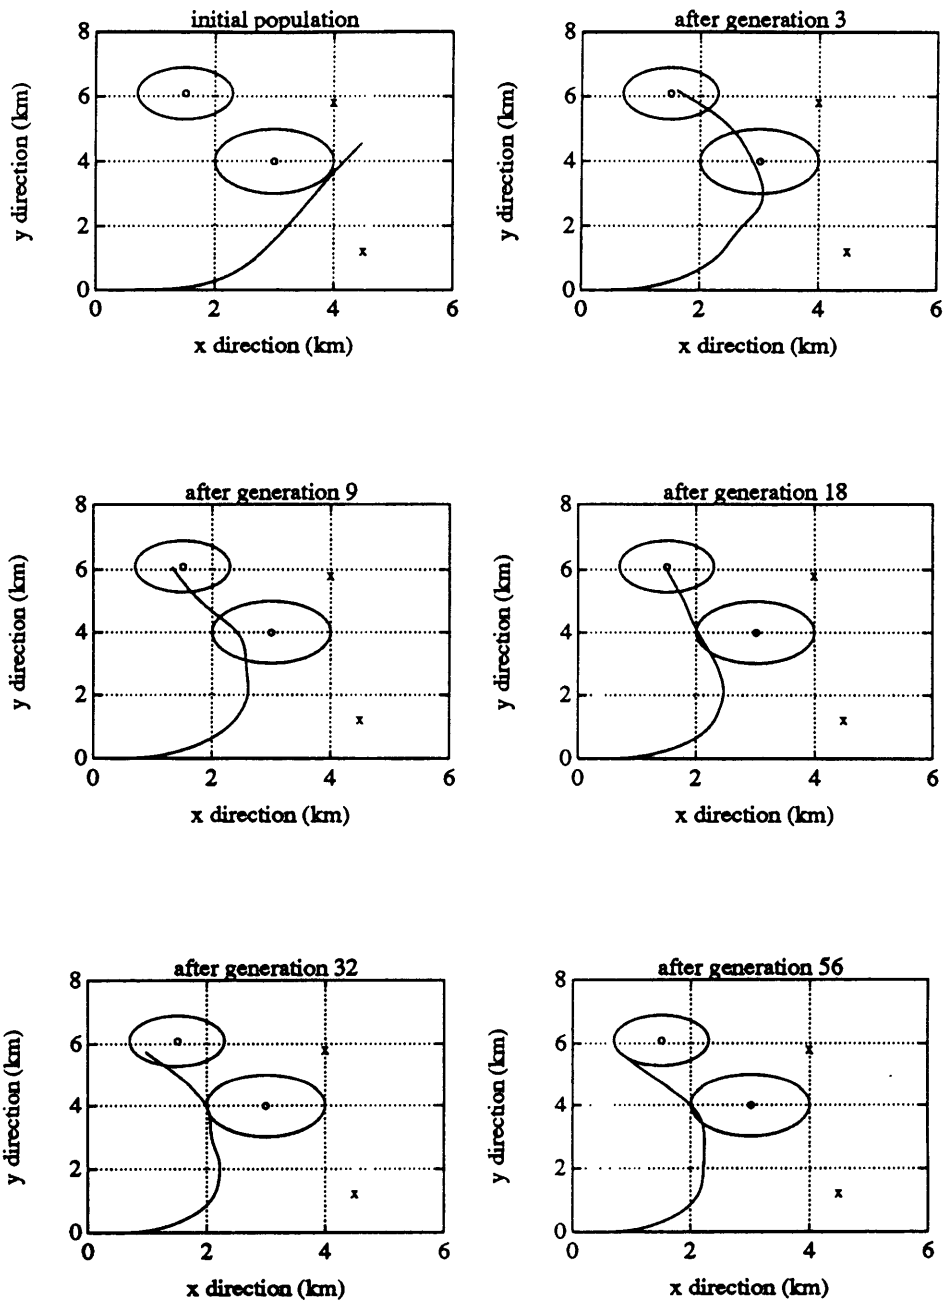 initial population
after generation 3
8
6
4
2
0
0 2 4 6
x
x
y direction (km)
x direction (km)
8
6
4
2
0
0 2 4 6
x
x
y direction (km)
x direction (km)
after generation 9
after generation 18
8
6
4
2
0
0 2 4 6
x
x
y direction (km)
x direction (km)
8
6
4
2
0
0 2 4 6
x
x
y direction (km)
x direction (km)
after generation 32
after generation 56
8
6
4
2
0
0 2 4 6
x
x
y direction (km)
x direction (km)
8
6
4
2
0
0 2 4 6
x
x
y direction (km)
x direction (km)